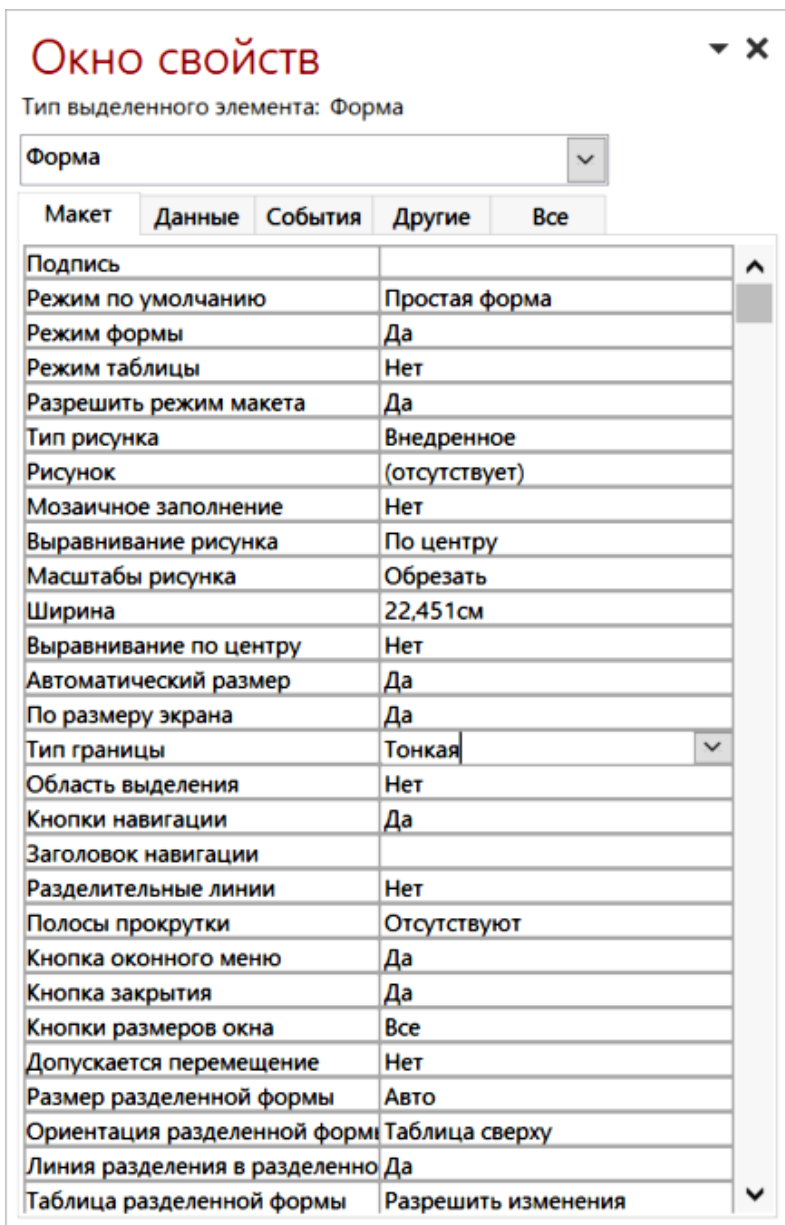 Окно свойств
Тип выделенного элемента: Форма
Форма
Макет Данные События Другие Все
Подпись
Режим по умолчанию Простая форма
Режим формы Да
Режим таблицы Нет
Разрешить режим макета Да
Тип рисунка Внедренное
Рисунок (отсутствует)
Мозаичное заполнение Нет
Выравнивание рисунка По центру
Масштабы рисунка Обрезать
Ширина 22,451см
Выравнивание по центру Нет
Автоматический размер Да
По размеру экрана Да
Тип границы Тонкая
Область выделения Нет
Кнопки навигации Да
Заголовок навигации
Разделительные линии Нет
Полосы прокрутки Отсутствуют
Кнопка оконного меню Да
Кнопка закрытия Да
Кнопки размеров окна Все
Допускается перемещение Нет
Размер разделенной формы Авто
Ориентация разделенной формы Таблица сверху
Линия разделения в разделенно Да
Таблица разделенной формы Разрешить изменения